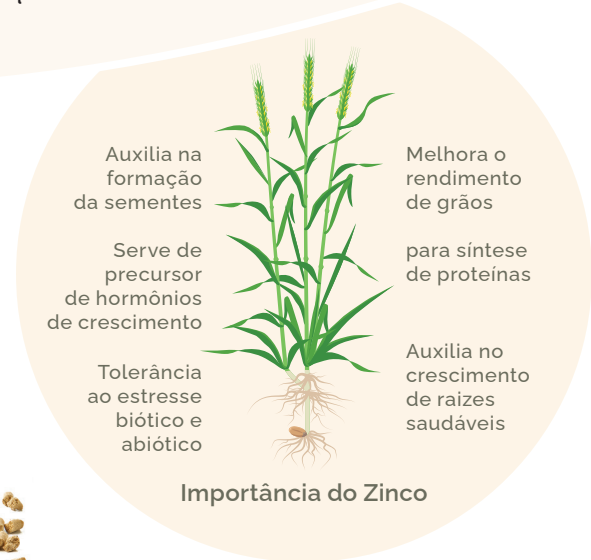 Auxilia na
formação
da sementes
Serve de
precursor
de hormônios
de crescimento
Tolerância
ao estresse
biótico e
abiótico
Melhora o
rendimento
de grãos
para síntese
de proteínas
Auxilia no
crescimento
de raizes
saudáveis
Importância do Zinco